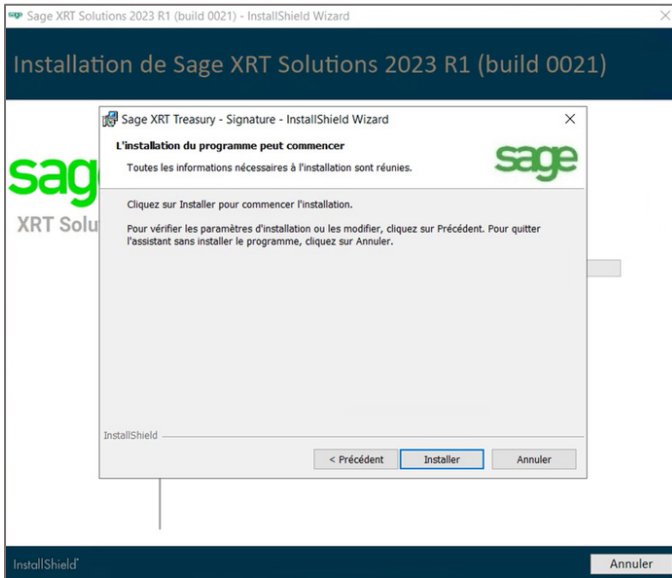 Sage XRT Solutions 2023 R1 (build 0021) - InstallShield Wizard
Installation de Sage XRT Solutions 2023 R1 (build 0021)
Sage XRT Treasury - Signature - InstallShield Wizard
L'installation du programme peut commencer
Toutes les informations nécessaires à l'installation sont réunies.
sage
sag
XRT Solu
Cliquez sur Installer pour commencer l'installation.
Pour vérifier les paramètres d'installation ou les modifier, cliquez sur Précédent. Pour quitter
l'assistant sans installer le programme, cliquez sur Annuler.
InstallShield
< Précédent Installer Annuler
InstallShield
Annuler